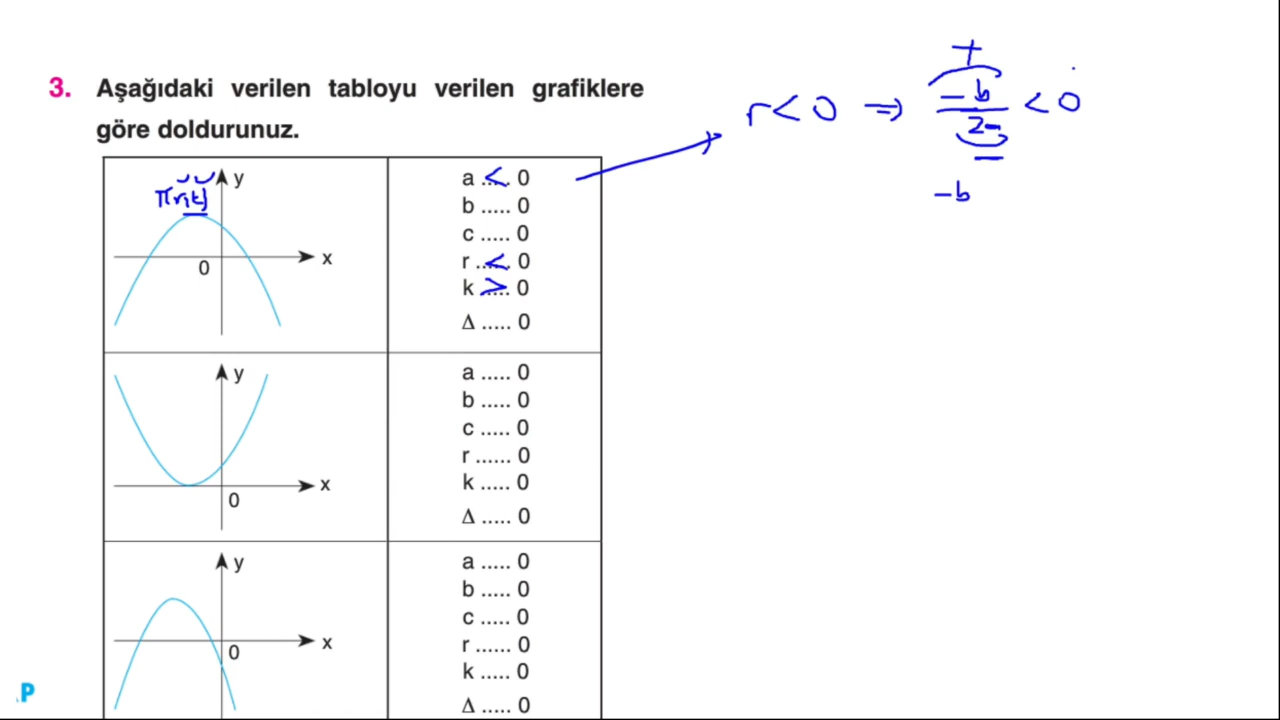 3. Aşağıdaki verilen tabloyu verilen grafiklere
göre doldurunuz.
T(r,k)
y
x
0
a < 0
b ..... 0
c ..... 0
r < 0
k > 0
Δ ..... 0
r < 0 ⇒ -b/2a < 0
+
-
-b
y
x
0
a ..... 0
b ..... 0
c ..... 0
r ...... 0
k ..... 0
Δ ..... 0
y
x
0
a ..... 0
b ..... 0
c ..... 0
r ...... 0
k ..... 0
Δ ..... 0
P